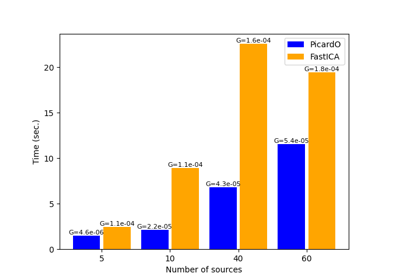 G=1.6e-04
PicardO
FastICA
G=1.8e-04
G=5.4e-05
G=1.1e-04
G=4.3e-05
G=1.1e-04
G=2.2e-05
G=4.6e-06
Time (sec.)
20
15
10
5
0
5
10
40
60
Number of sources